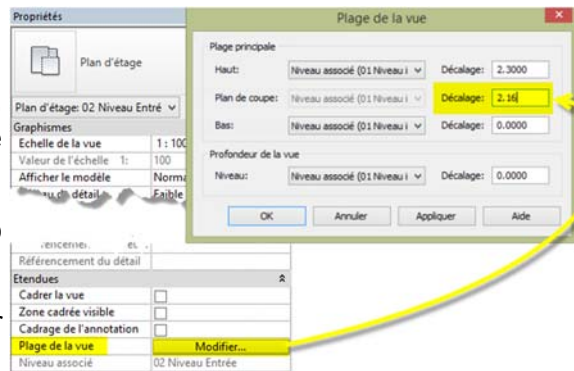 Propriétés
Plan d'étage
Plan d'étage: 02 Niveau Entré
Graphismes
Echelle de la vue 1 : 100
Valeur de l'échelle 1: 100
Afficher le modèle Norma
détail Faible
Référencement du détail
Etendues
Cadrer la vue
Zone cadrée visible
Cadrage de l'annotation
Plage de la vue Modifier...
Niveau associé 02 Niveau Entrée
Plage de la vue
Plage principale
Haut: Niveau associé (01 Niveau i Décalage: 2.3000
Plan de coupe: Niveau associé (01 Niveau i Décalage: 2.16
Bas: Niveau associé (01 Niveau i Décalage: 0.0000
Profondeur de la vue
Niveau: Niveau associé (01 Niveau i Décalage: 0.0000
OK Annuler Appliquer Aide